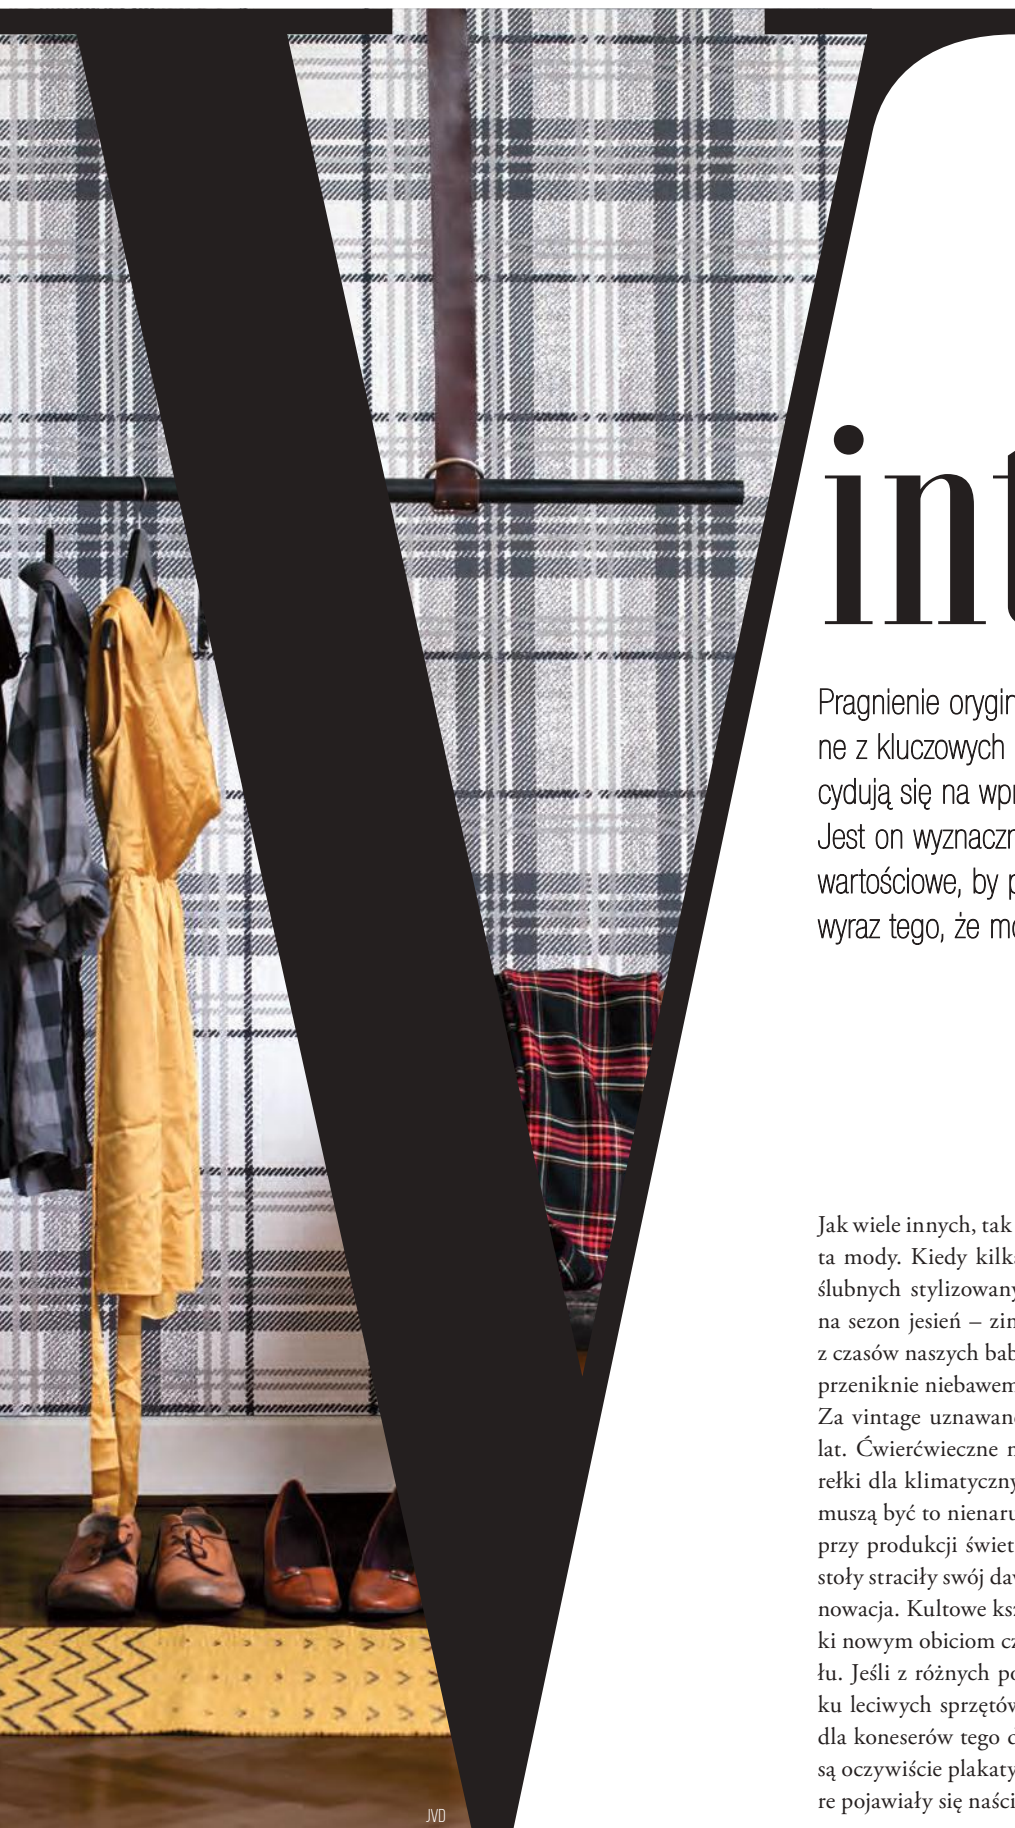 V
int
Pragnienie orygin
ne z kluczowych
cydują się na wpr
Jest on wyznaczn
wartościowe, by p
wyraz tego, że mo
Jak wiele innych, tak
ta mody. Kiedy kilka
ślubnych stylizowany
na sezon jesień – zim
z czasów naszych bab
przeniknie niebawem
Za vintage uznawane
lat. Ćwierćwieczne n
rełki dla klimatyczny
muszą być to nienaru
przy produkcji świet
stoły straciły swój daw
nowacja. Kultowe ksz
ki nowym obiciom cz
łu. Jeśli z różnych po
ku leciwych sprzętów
dla koneserów tego d
są oczywiście plakaty
re pojawiały się naści
JVD